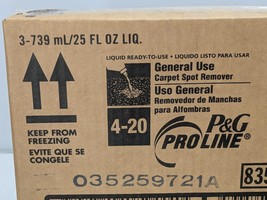 3-739 mL/25 FL OZ LIQ.
LIQUID READY-TO-USE • LIQUIDO LISTO PARA USAR
General Use
Carpet Spot Remover
Uso General
Removedor de Manchas
para Alfombras
4-20
P&G
PROLINE®
KEEP FROM
FREEZING
EVITE QUE SE
CONGELE
035259721A
835